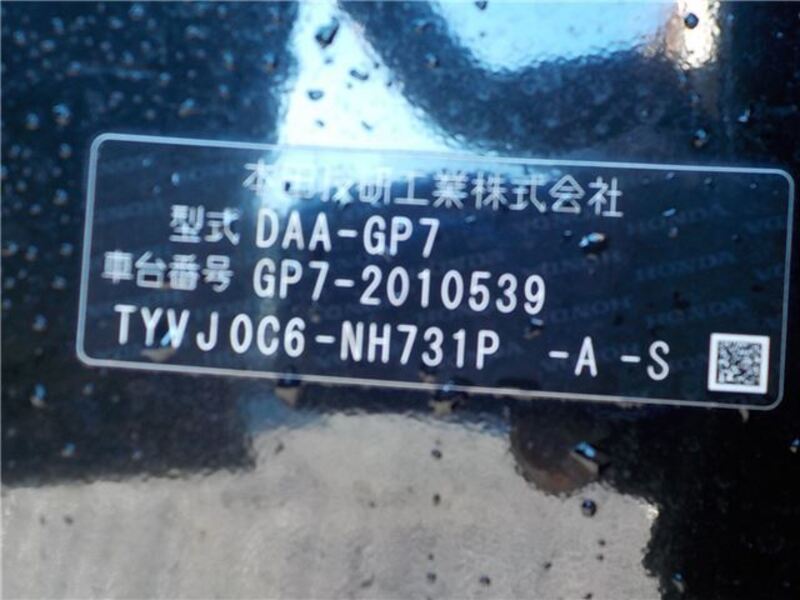 本田技研工業株式会社
型式 DAA-GP7
車台番号 GP7-2010539
TYVJ0C6-NH731P -A -S